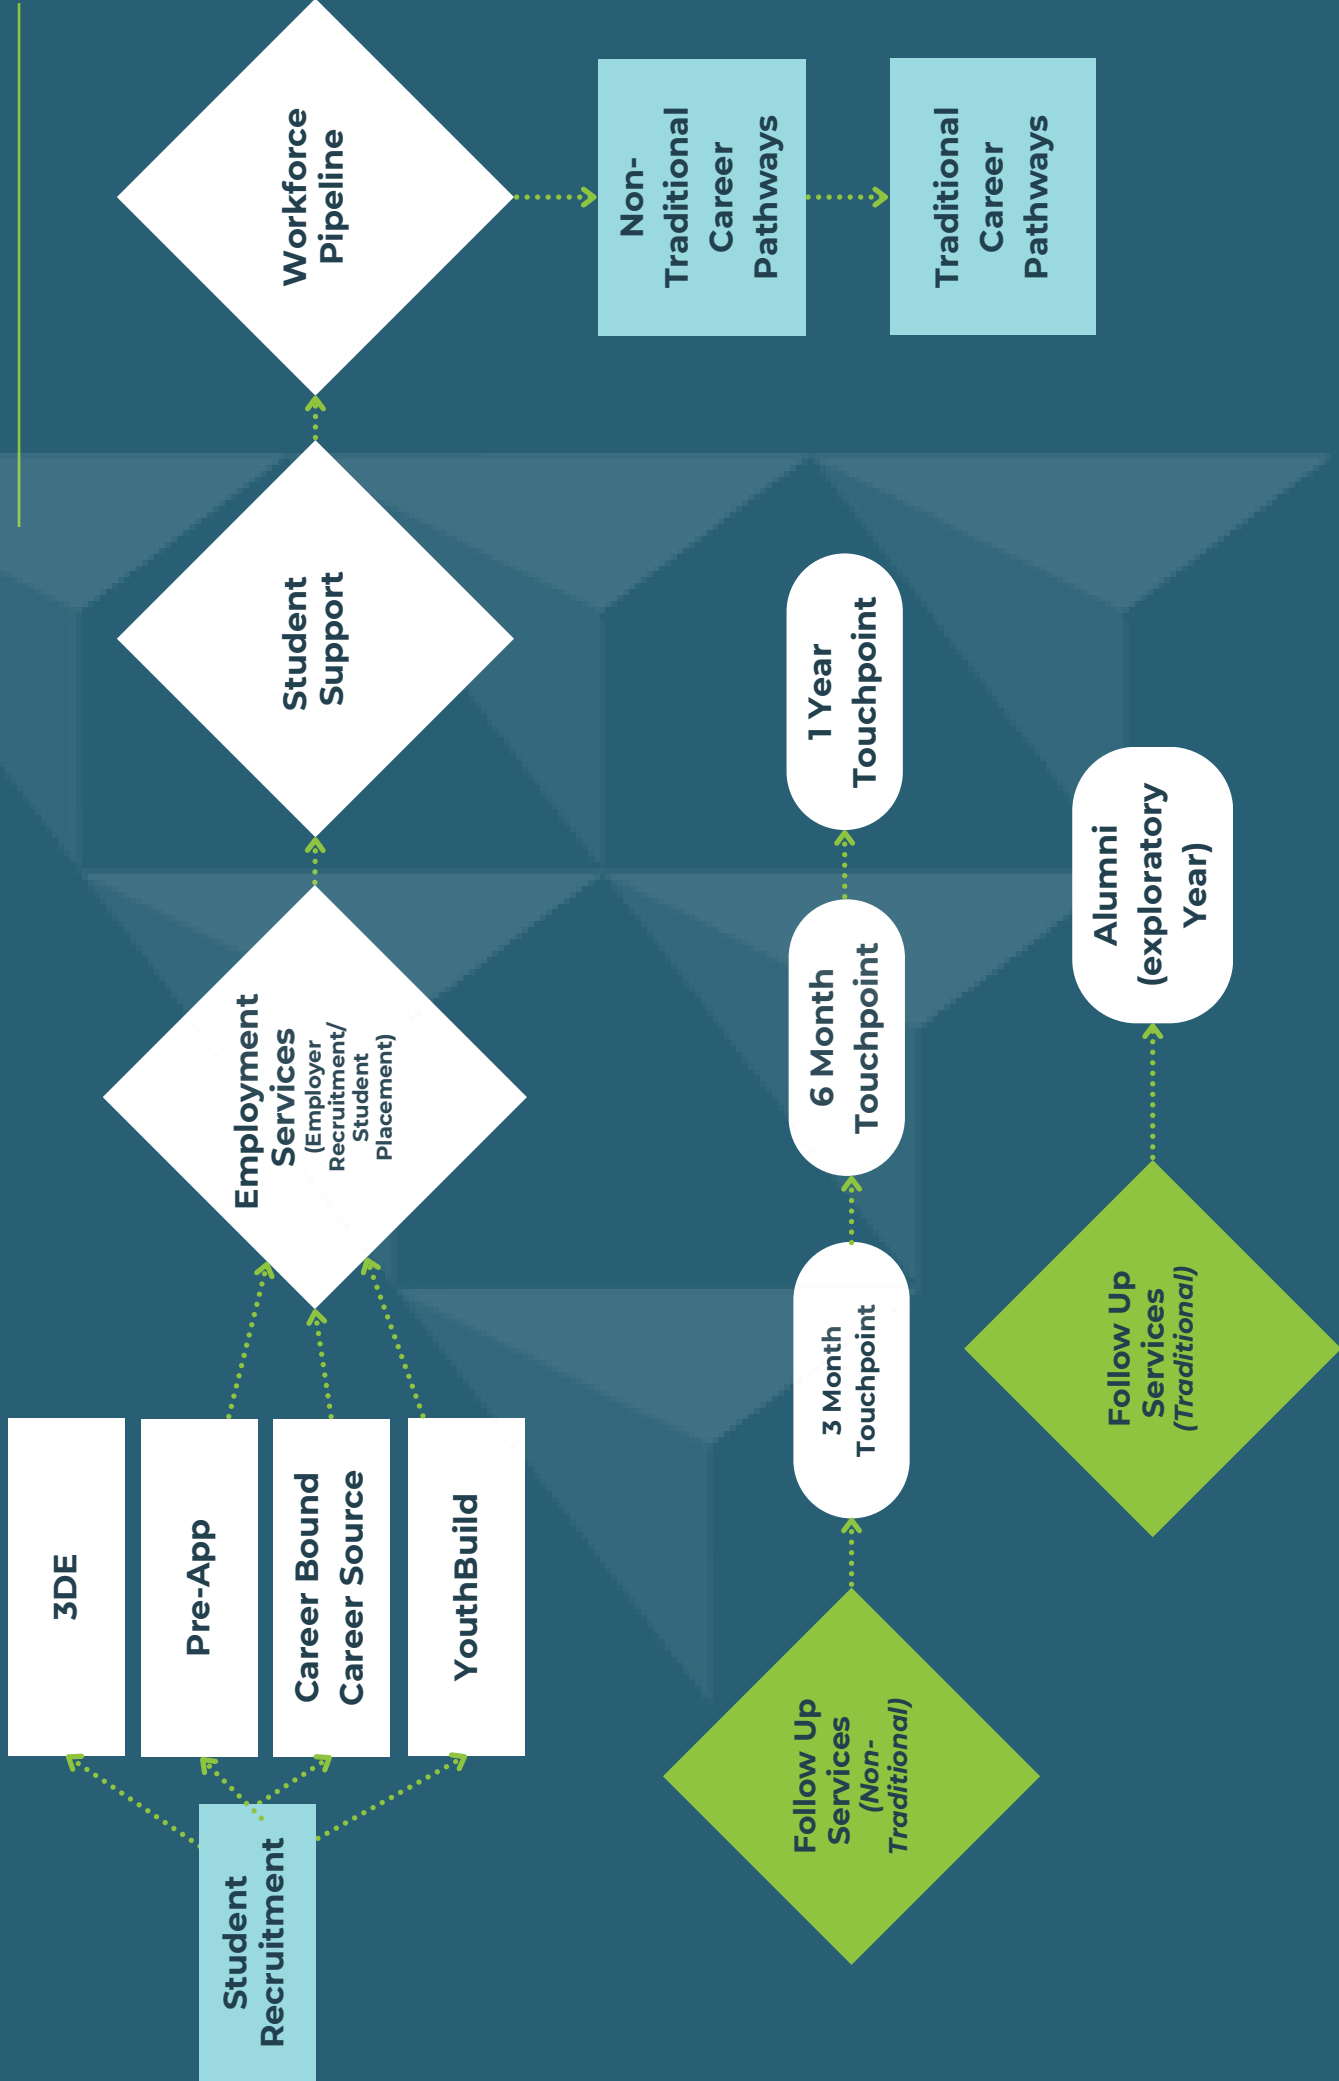 Student
Recruitment
3DE
Pre-App
Career Bound
Career Source
YouthBuild
Employment
Services
(Employer
Recruitment/
Student
Placement)
Student
Support
Workforce
Pipeline
Non-
Traditional
Career
Pathways
Traditional
Career
Pathways
Follow Up
Services
(Non-
Traditional)
3 Month
Touchpoint
6 Month
Touchpoint
1 Year
Touchpoint
Follow Up
Services
(Traditional)
Alumni
(exploratory
Year)